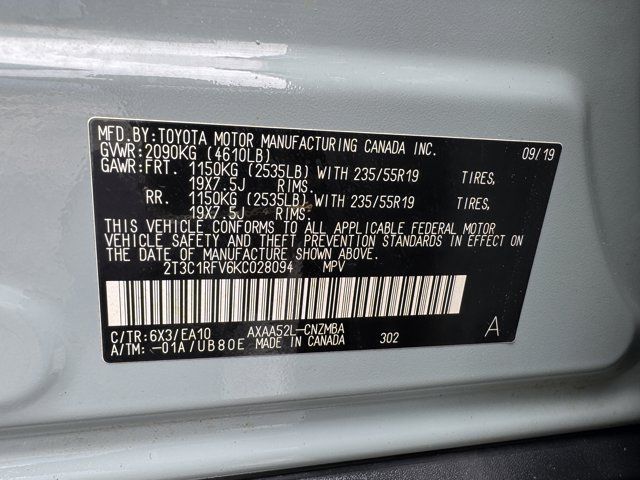 MFD.BY:TOYOTA MOTOR MANUFACTURING CANADA INC. 09/19
GVWR:2090KG (4610LB)
GAWR:FRT. 1150KG (2535LB) WITH 235/55R19 TIRES,
19X7.5J RIMS.
RR. 1150KG (2535LB) WITH 235/55R19 TIRES,
19X7.5J RIMS.
THIS VEHICLE CONFORMS TO ALL APPLICABLE FEDERAL MOTOR
VEHICLE SAFETY AND THEFT PREVENTION STANDARDS IN EFFECT ON
THE DATE OF MANUFACTURE SHOWN ABOVE.
2T3C1RFV6KC028094 MPV
C/TR:6X3/EA10 AXAA52L-CNZMBA A
A/TM: -01A/UB80E MADE IN CANADA 302